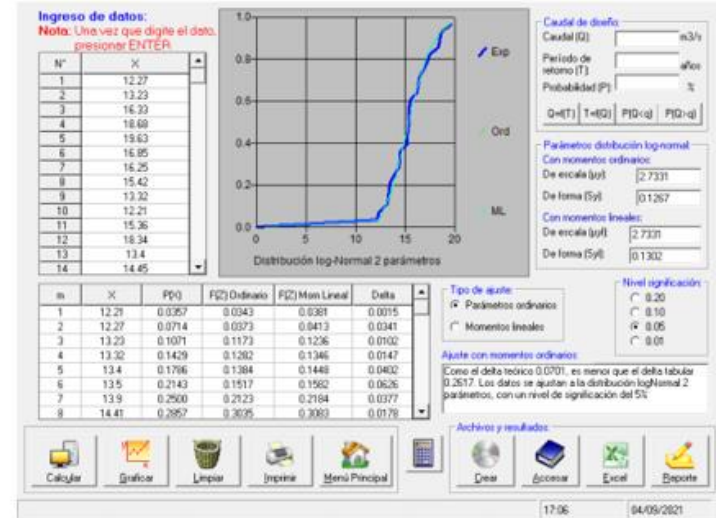 Ingreso de datos:
Nota: Una vez que digite el dato, presionar ENTER
N° X
1 12.27
2 13.23
3 16.33
4 18.68
5 19.63
6 16.85
7 16.25
8 15.42
9 13.32
10 12.21
11 15.36
12 18.34
13 13.4
14 14.45
1.0
0.8
0.6
0.4
0.2
0.0
0 5 10 15 20
Distribución log-Normal 2 parámetros
Exp
Ord
ML
Caudal de diseño:
Caudal (Q): m3/s
Período de retorno (T): años
Probabilidad (P): %
Q=f(T) T=f(Q) P(Q<q) P(Q>q)
Parámetros distribución log-normal:
Con momentos ordinarios:
De escala (μy): 2.7331
De forma (Sy): 0.1267
Con momentos lineales:
De escala (μyl): 2.7331
De forma (Syl): 0.1302
m X P(X) F(Z) Ordinario F(Z) Mom Lineal Delta
1 12.21 0.0357 0.0343 0.0381 0.0015
2 12.27 0.0714 0.0373 0.0413 0.0341
3 13.23 0.1071 0.1173 0.1236 0.0102
4 13.32 0.1429 0.1282 0.1346 0.0147
5 13.4 0.1786 0.1384 0.1448 0.0402
6 13.5 0.2143 0.1517 0.1582 0.0626
7 13.9 0.2500 0.2123 0.2184 0.0377
8 14.41 0.2857 0.3035 0.3083 0.0178
Tipo de ajuste:
Parámetros ordinarios
Momentos lineales
Nivel significación:
0.20
0.10
0.05
0.01
Ajuste con momentos ordinarios:
Como el delta teórico 0.0701, es menor que el delta tabular
0.2617. Los datos se ajustan a la distribución logNormal 2
parámetros, con un nivel de significación del 5%
Calcular Graficar Limpiar Imprimir Menú Principal
Archivos y resultados:
Crear Accesar Excel Reporte
17:06 04/09/2021